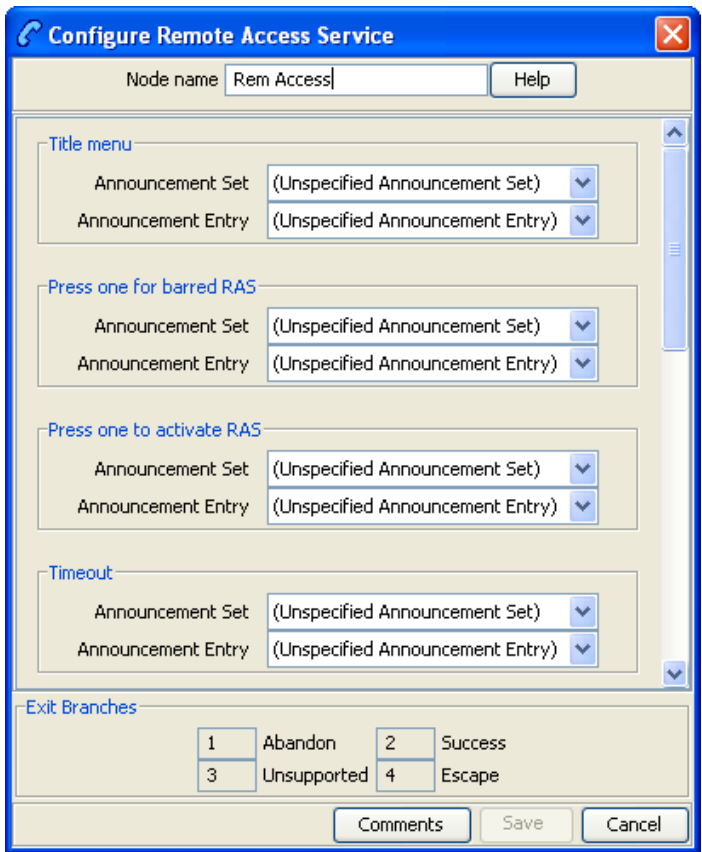 Configure Remote Access Service
Node name Rem Access Help
Title menu
Announcement Set (Unspecified Announcement Set)
Announcement Entry (Unspecified Announcement Entry)
Press one for barred RAS
Announcement Set (Unspecified Announcement Set)
Announcement Entry (Unspecified Announcement Entry)
Press one to activate RAS
Announcement Set (Unspecified Announcement Set)
Announcement Entry (Unspecified Announcement Entry)
Timeout
Announcement Set (Unspecified Announcement Set)
Announcement Entry (Unspecified Announcement Entry)
Exit Branches
1 Abandon 2 Success
3 Unsupported 4 Escape
Comments Save Cancel